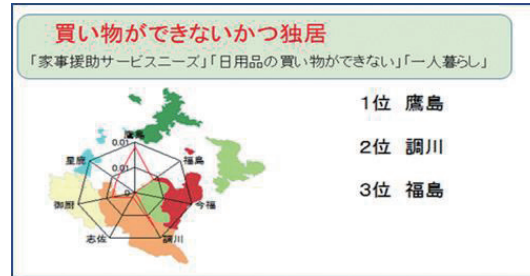 買い物ができないかつ独居
「家事援助サービスニーズ」「日用品の買い物ができない」「一人暮らし」
鷹島
0.01
星鹿
福島
0.01
0
御厨
今福
志佐
調川
1位 鷹島
2位 調川
3位 福島